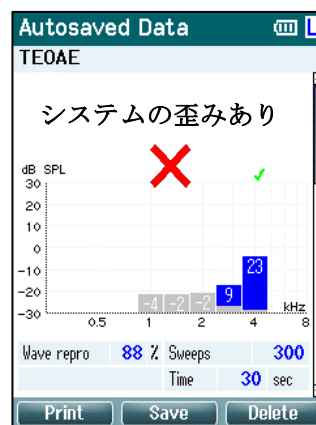 Autosaved Data L
TEOAE
システムの歪みあり
dB SPL
30
20
10
0
-10
-20
-30
-4 -2 -2 9 23
kHz
0.5 1 2 4 8
Wave repro 88 % Sweeps 300
Time 30 sec
Print Save Delete